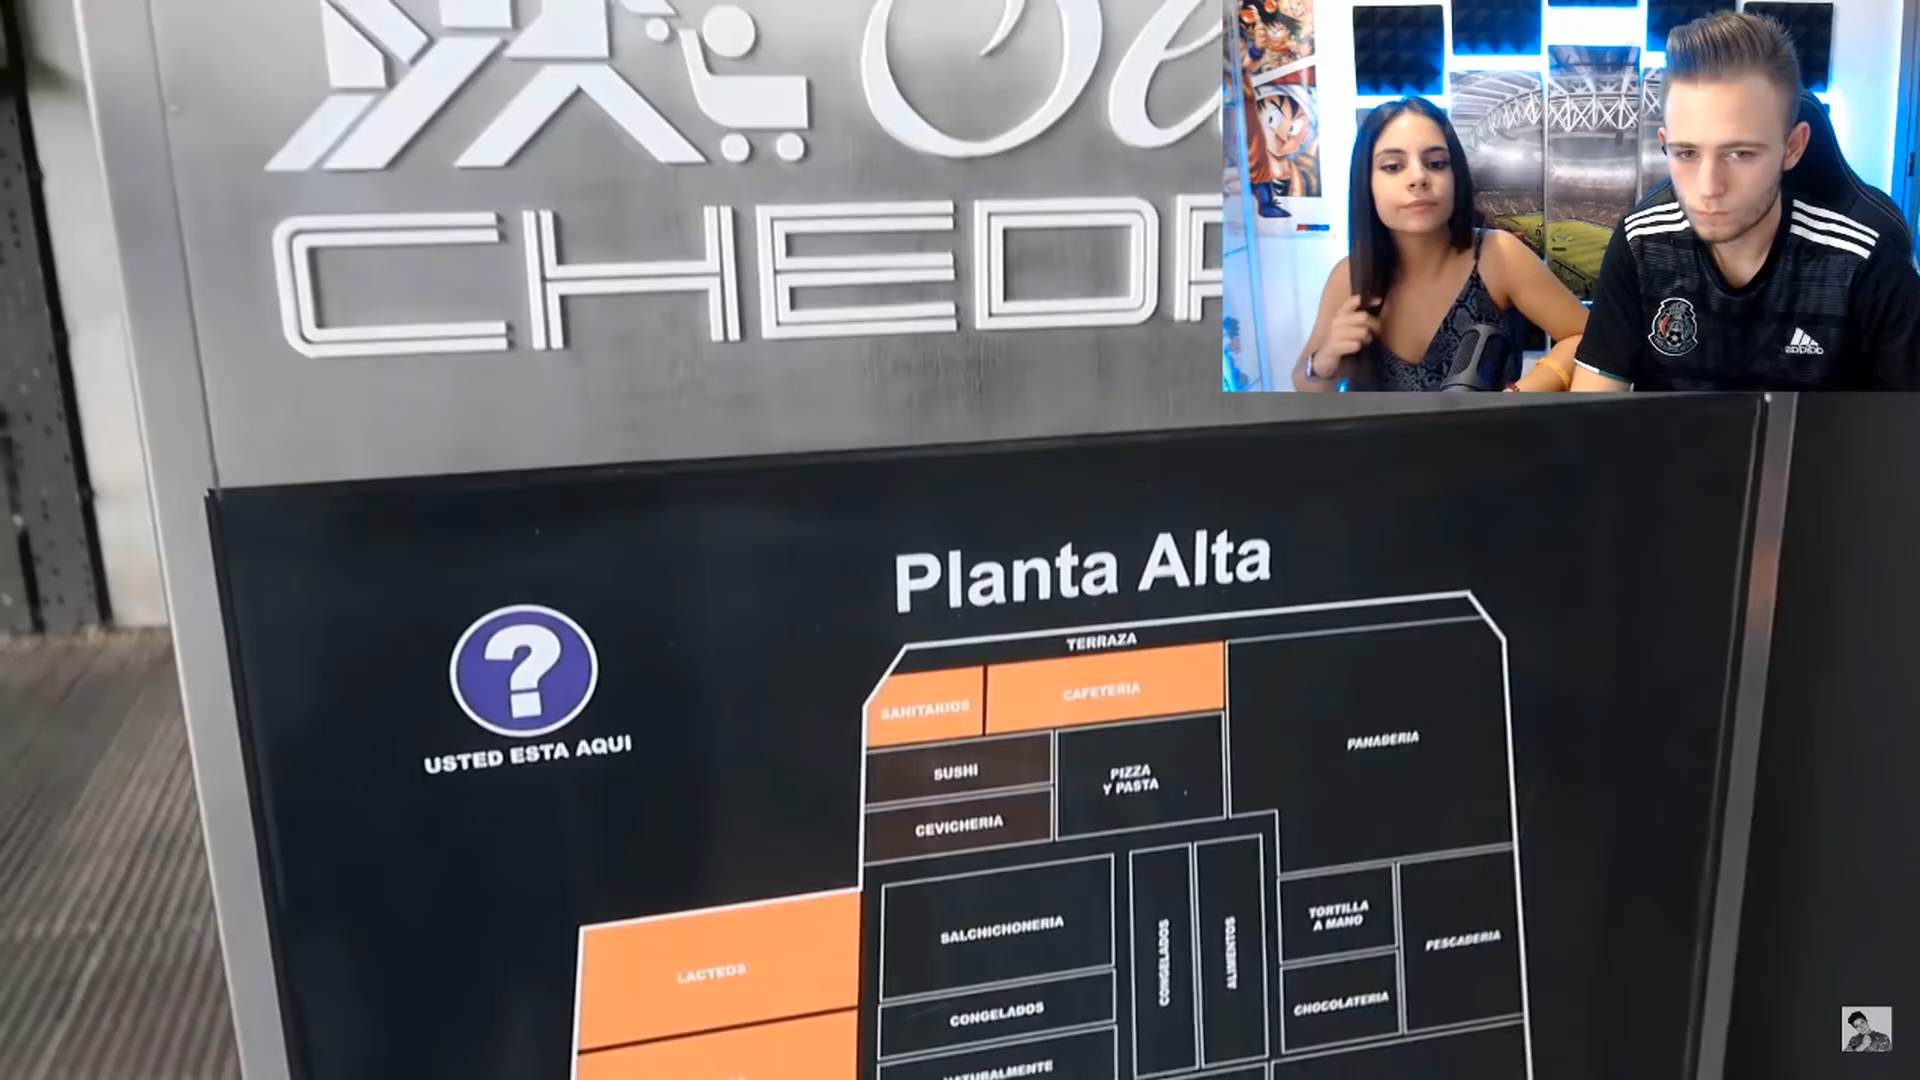 Se
CHEDR
Planta Alta
?
USTED ESTA AQUI
TERRAZA
SANITARIOS
CAFETERIA
PANADERIA
SUSHI
PIZZA
Y PASTA
CEVICHERIA
SALCHICHONERIA
CONGELADOS
ALIMENTOS
TORTILLA
A MANO
PESCADERIA
LACTEOS
CHOCOLATERIA
CONGELADOS
NATURALMENTE
adidas